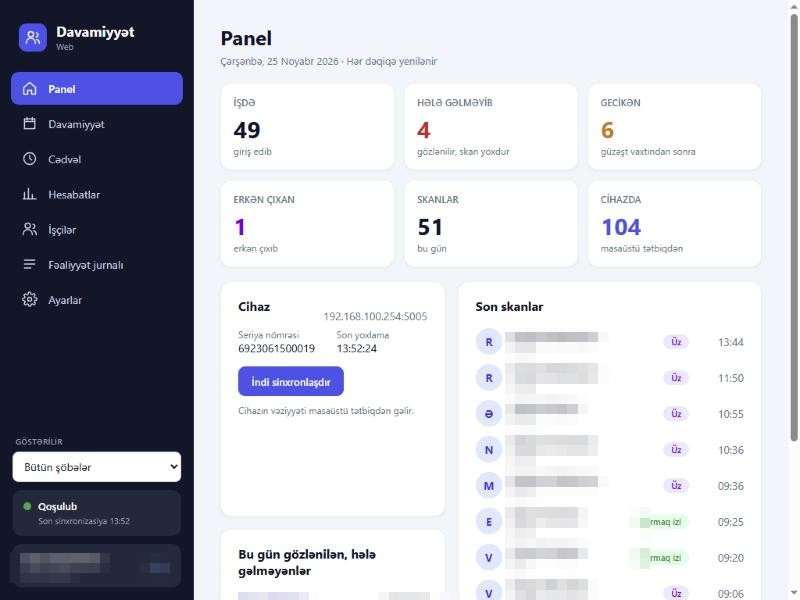 Davamiyyət
Web
Panel
Davamiyyət
Cədvəl
Hesabatlar
İşçilər
Fəaliyyət jurnalı
Ayarlar
GÖSTƏRİLİR
Bütün şöbələr
Qoşulub
Son sinxronizasiya 13:52
Panel
Çərşənbə, 25 Noyabr 2026 · Hər dəqiqə yenilənir
İŞDƏ
49
giriş edib
HƏLƏ GƏLMƏYİB
4
gözlənilir, skan yoxdur
GECİKƏN
6
güzəşt vaxtından sonra
ERKƏN ÇIXAN
1
erkən çıxıb
SKANLAR
51
bu gün
CİHAZDA
104
masaüstü tətbiqdən
Cihaz
192.168.100.254:5005
Seriya nömrəsi
6923061500019
Son yoxlama
13:52:24
İndi sinxronlaşdır
Cihazın vəziyyəti masaüstü tətbiqdən gəlir.
Bu gün gözlənilən, hələ
gəlməyənlər
Son skanlar
R Üz 13:44
R Üz 11:50
Ə Üz 10:55
N Üz 10:36
M Üz 09:36
E rmaq izi 09:25
V rmaq izi 09:20
V Üz 09:06